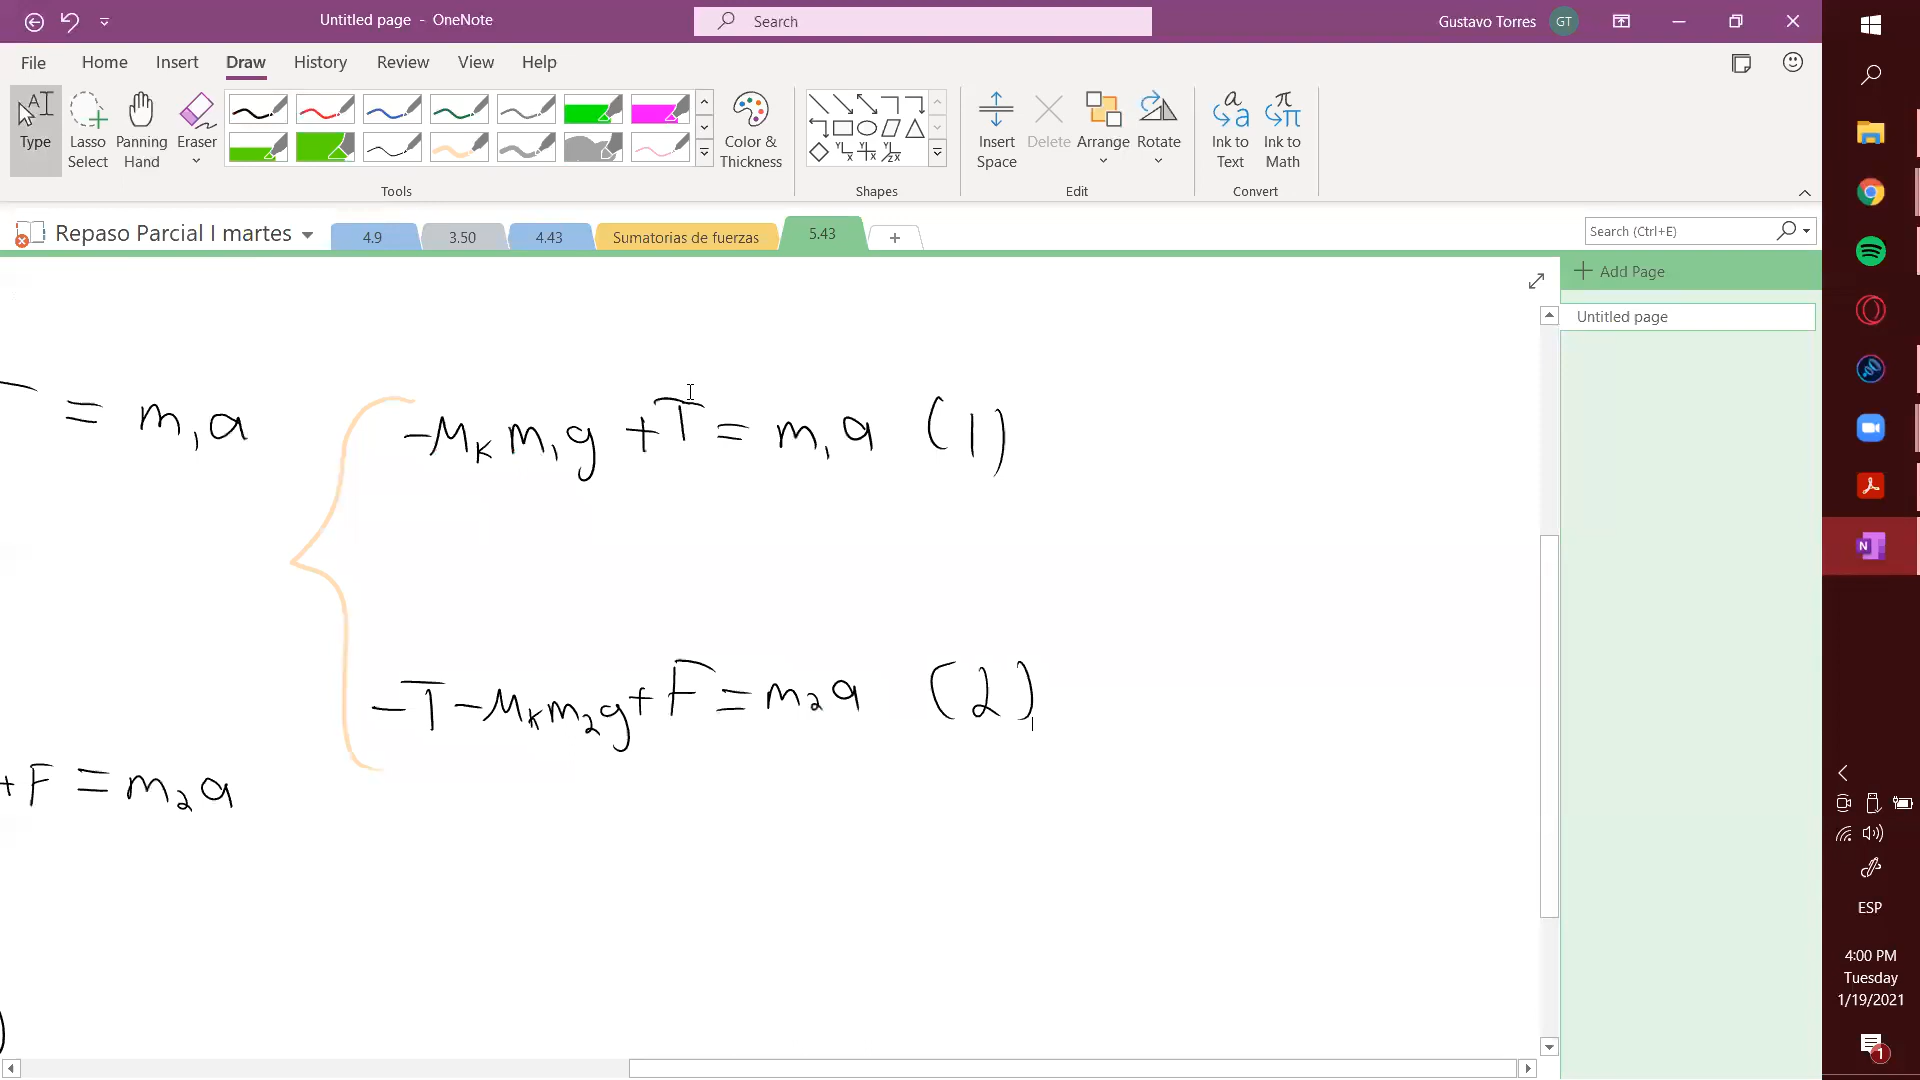 Untitled page - OneNote
Search
Gustavo Torres GT
File Home Insert Draw History Review View Help
Type
Lasso Select
Panning Hand
Eraser
Color & Thickness
Insert Space
Delete
Arrange
Rotate
Ink to Text
Ink to Math
Tools
Shapes
Edit
Convert
Repaso Parcial I martes
4.9 3.50 4.43 Sumatorias de fuerzas 5.43 +
Search (Ctrl+E)
Add Page
Untitled page
= m₁a
-μₖm₁g + T = m₁a (1)
-T - μₖm₂g + F = m₂a (2)
+F = m₂a
ESP
4:00 PM
Tuesday
1/19/2021
1